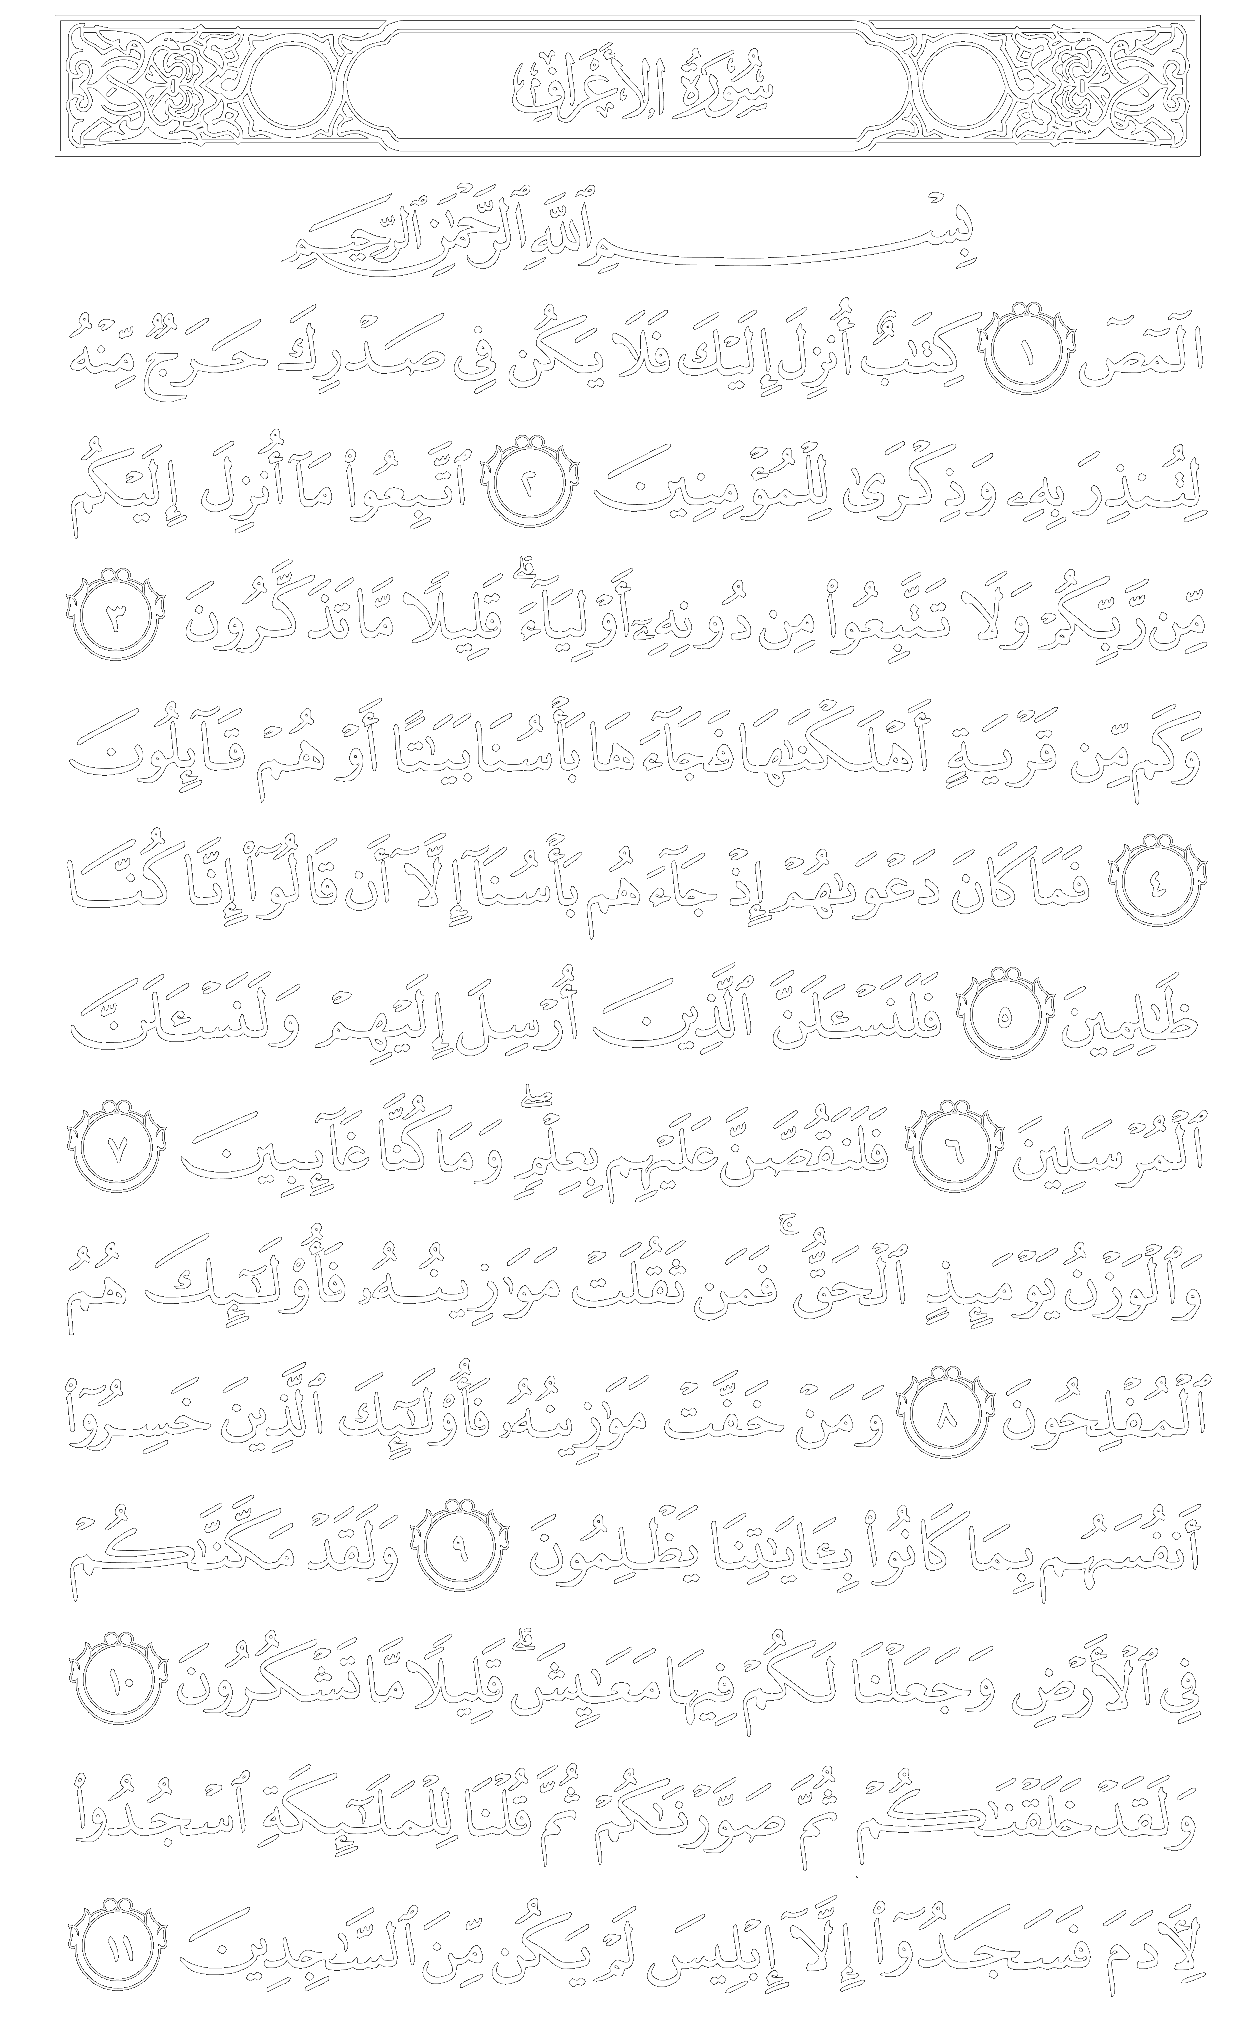 سُورَةُ الأَعْرَافِ
بِسْمِ ٱللَّهِ ٱلرَّحْمَٰنِ ٱلرَّحِيمِ
الٓمٓصٓ ١ كِتَٰبٌ أُنزِلَ إِلَيْكَ فَلَا يَكُن فِى صَدْرِكَ حَرَجٌ مِّنْهُ
لِتُنذِرَ بِهِۦ وَذِكْرَىٰ لِلْمُؤْمِنِينَ ٢ ٱتَّبِعُوا۟ مَآ أُنزِلَ إِلَيْكُم
مِّن رَّبِّكُمْ وَلَا تَتَّبِعُوا۟ مِن دُونِهِۦٓ أَوْلِيَآءَ ۗ قَلِيلًا مَّا تَذَكَّرُونَ ٣
وَكَم مِّن قَرْيَةٍ أَهْلَكْنَٰهَا فَجَآءَهَا بَأْسُنَا بَيَٰتًا أَوْ هُمْ قَآئِلُونَ
٤ فَمَا كَانَ دَعْوَىٰهُمْ إِذْ جَآءَهُم بَأْسُنَآ إِلَّآ أَن قَالُوٓا۟ إِنَّا كُنَّا
ظَٰلِمِينَ ٥ فَلَنَسْـَٔلَنَّ ٱلَّذِينَ أُرْسِلَ إِلَيْهِمْ وَلَنَسْـَٔلَنَّ
ٱلْمُرْسَلِينَ ٦ فَلَنَقُصَّنَّ عَلَيْهِم بِعِلْمٍ ۖ وَمَا كُنَّا غَآئِبِينَ ٧
وَٱلْوَزْنُ يَوْمَئِذٍ ٱلْحَقُّ ۚ فَمَن ثَقُلَتْ مَوَٰزِينُهُۥ فَأُو۟لَٰٓئِكَ هُمُ
ٱلْمُفْلِحُونَ ٨ وَمَنْ خَفَّتْ مَوَٰزِينُهُۥ فَأُو۟لَٰٓئِكَ ٱلَّذِينَ خَسِرُوٓا۟
أَنفُسَهُم بِمَا كَانُوا۟ بِـَٔايَٰتِنَا يَظْلِمُونَ ٩ وَلَقَدْ مَكَّنَّٰكُمْ
فِى ٱلْأَرْضِ وَجَعَلْنَا لَكُمْ فِيهَا مَعَٰيِشَ ۗ قَلِيلًا مَّا تَشْكُرُونَ ١٠
وَلَقَدْ خَلَقْنَٰكُمْ ثُمَّ صَوَّرْنَٰكُمْ ثُمَّ قُلْنَا لِلْمَلَٰٓئِكَةِ ٱسْجُدُوا۟
لِـَٔادَمَ فَسَجَدُوٓا۟ إِلَّآ إِبْلِيسَ لَمْ يَكُن مِّنَ ٱلسَّٰجِدِينَ ١١